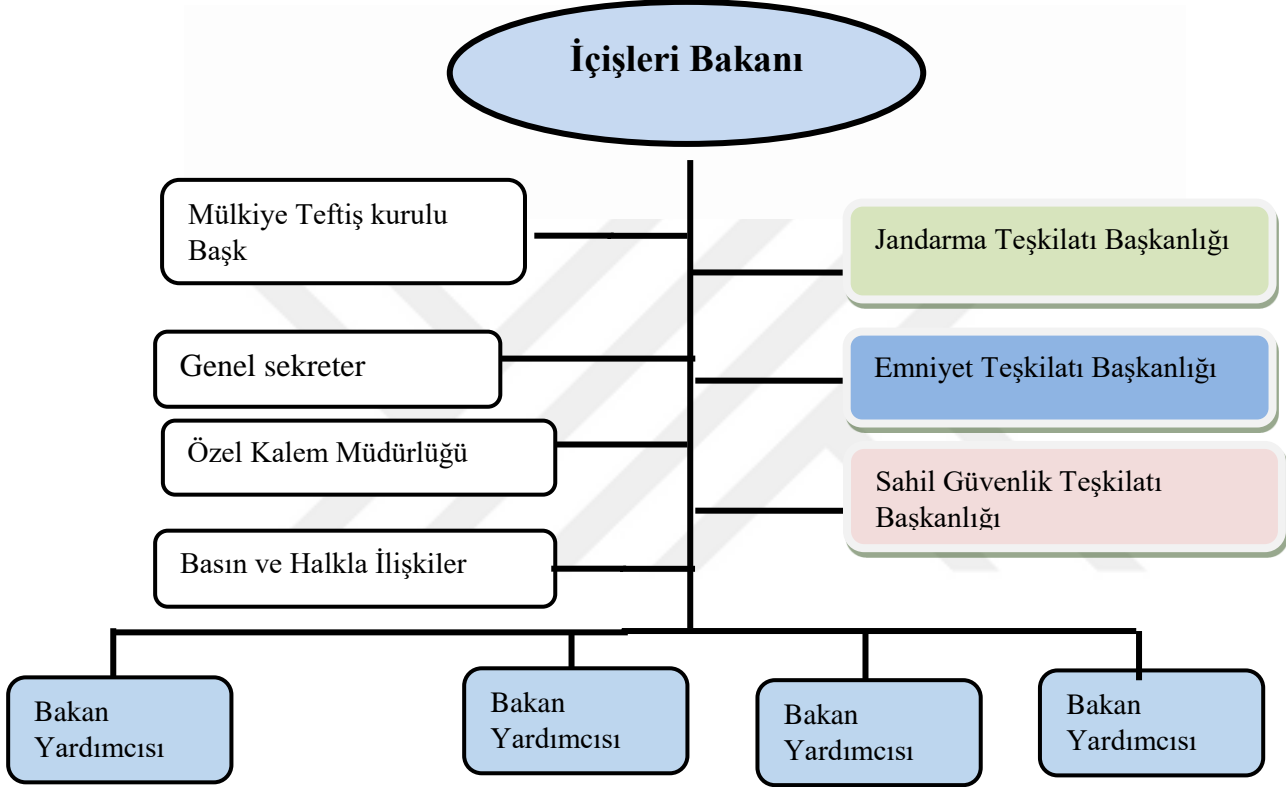 İçişleri Bakanı
Mülkiye Teftiş kurulu
Başk
Jandarma Teşkilatı Başkanlığı
Genel sekreter
Emniyet Teşkilatı Başkanlığı
Özel Kalem Müdürlüğü
Sahil Güvenlik Teşkilatı
Başkanlığı
Basın ve Halkla İlişkiler
Bakan
Yardımcısı
Bakan
Yardımcısı
Bakan
Yardımcısı
Bakan
Yardımcısı